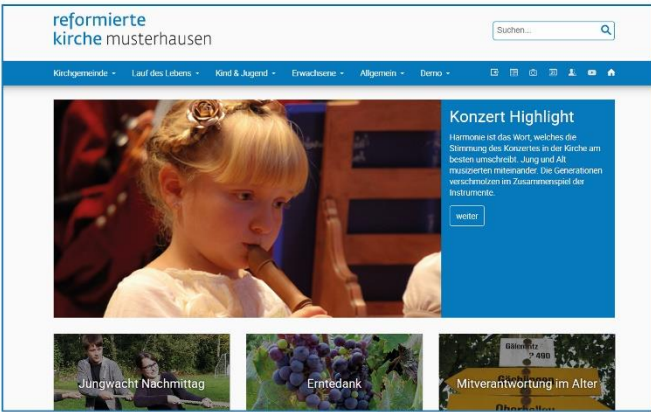 reformierte
kirche musterhausen
Suchen...
Kirchgemeinde Lauf des Lebens Kind & Jugend Erwachsene Allgemein Demo
Konzert Highlight
Harmonie ist das Wort, welches die
Stimmung des Konzertes in der Kirche am
besten umschreibt. Jung und Alt
musizierten miteinander. Die Generationen
verschmolzen im Zusammenspiel der
Instrumente.
weiter
Jungwacht Nachmittag
Erntedank
Mitverantwortung im Alter